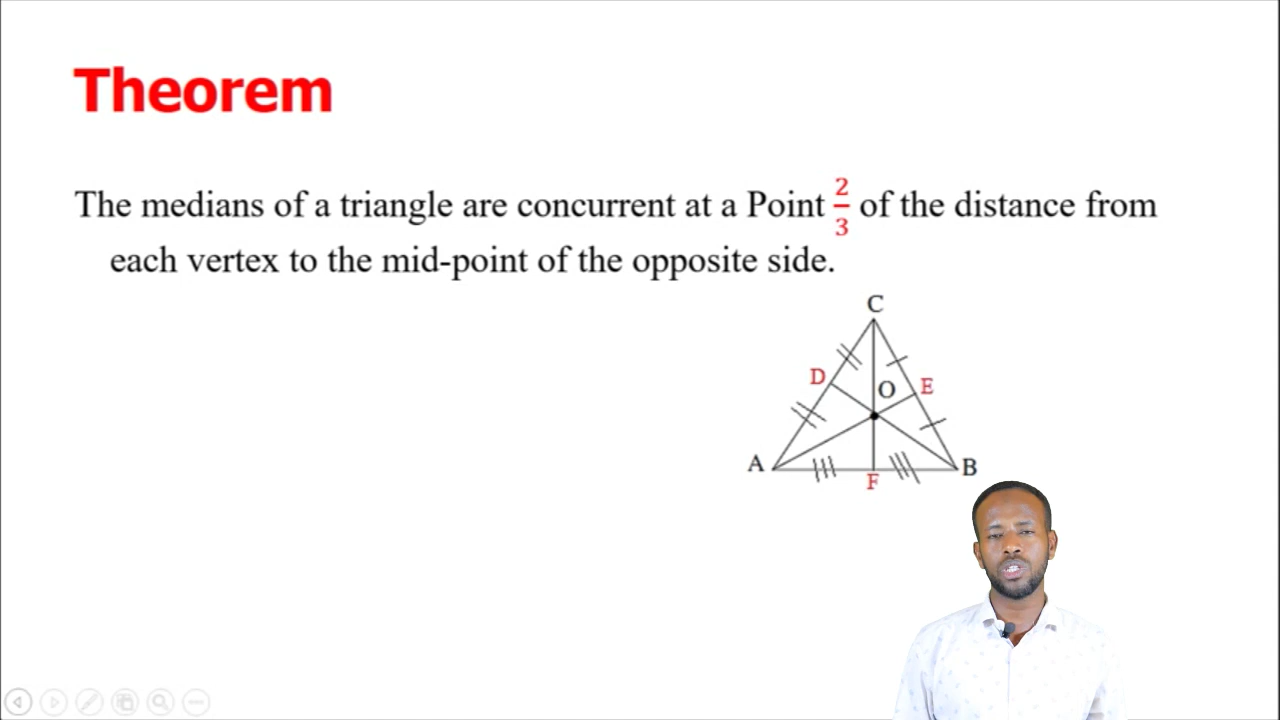 Theorem
The medians of a triangle are concurrent at a Point 2/3 of the distance from
each vertex to the mid-point of the opposite side.
C
D
O
E
A
B
F